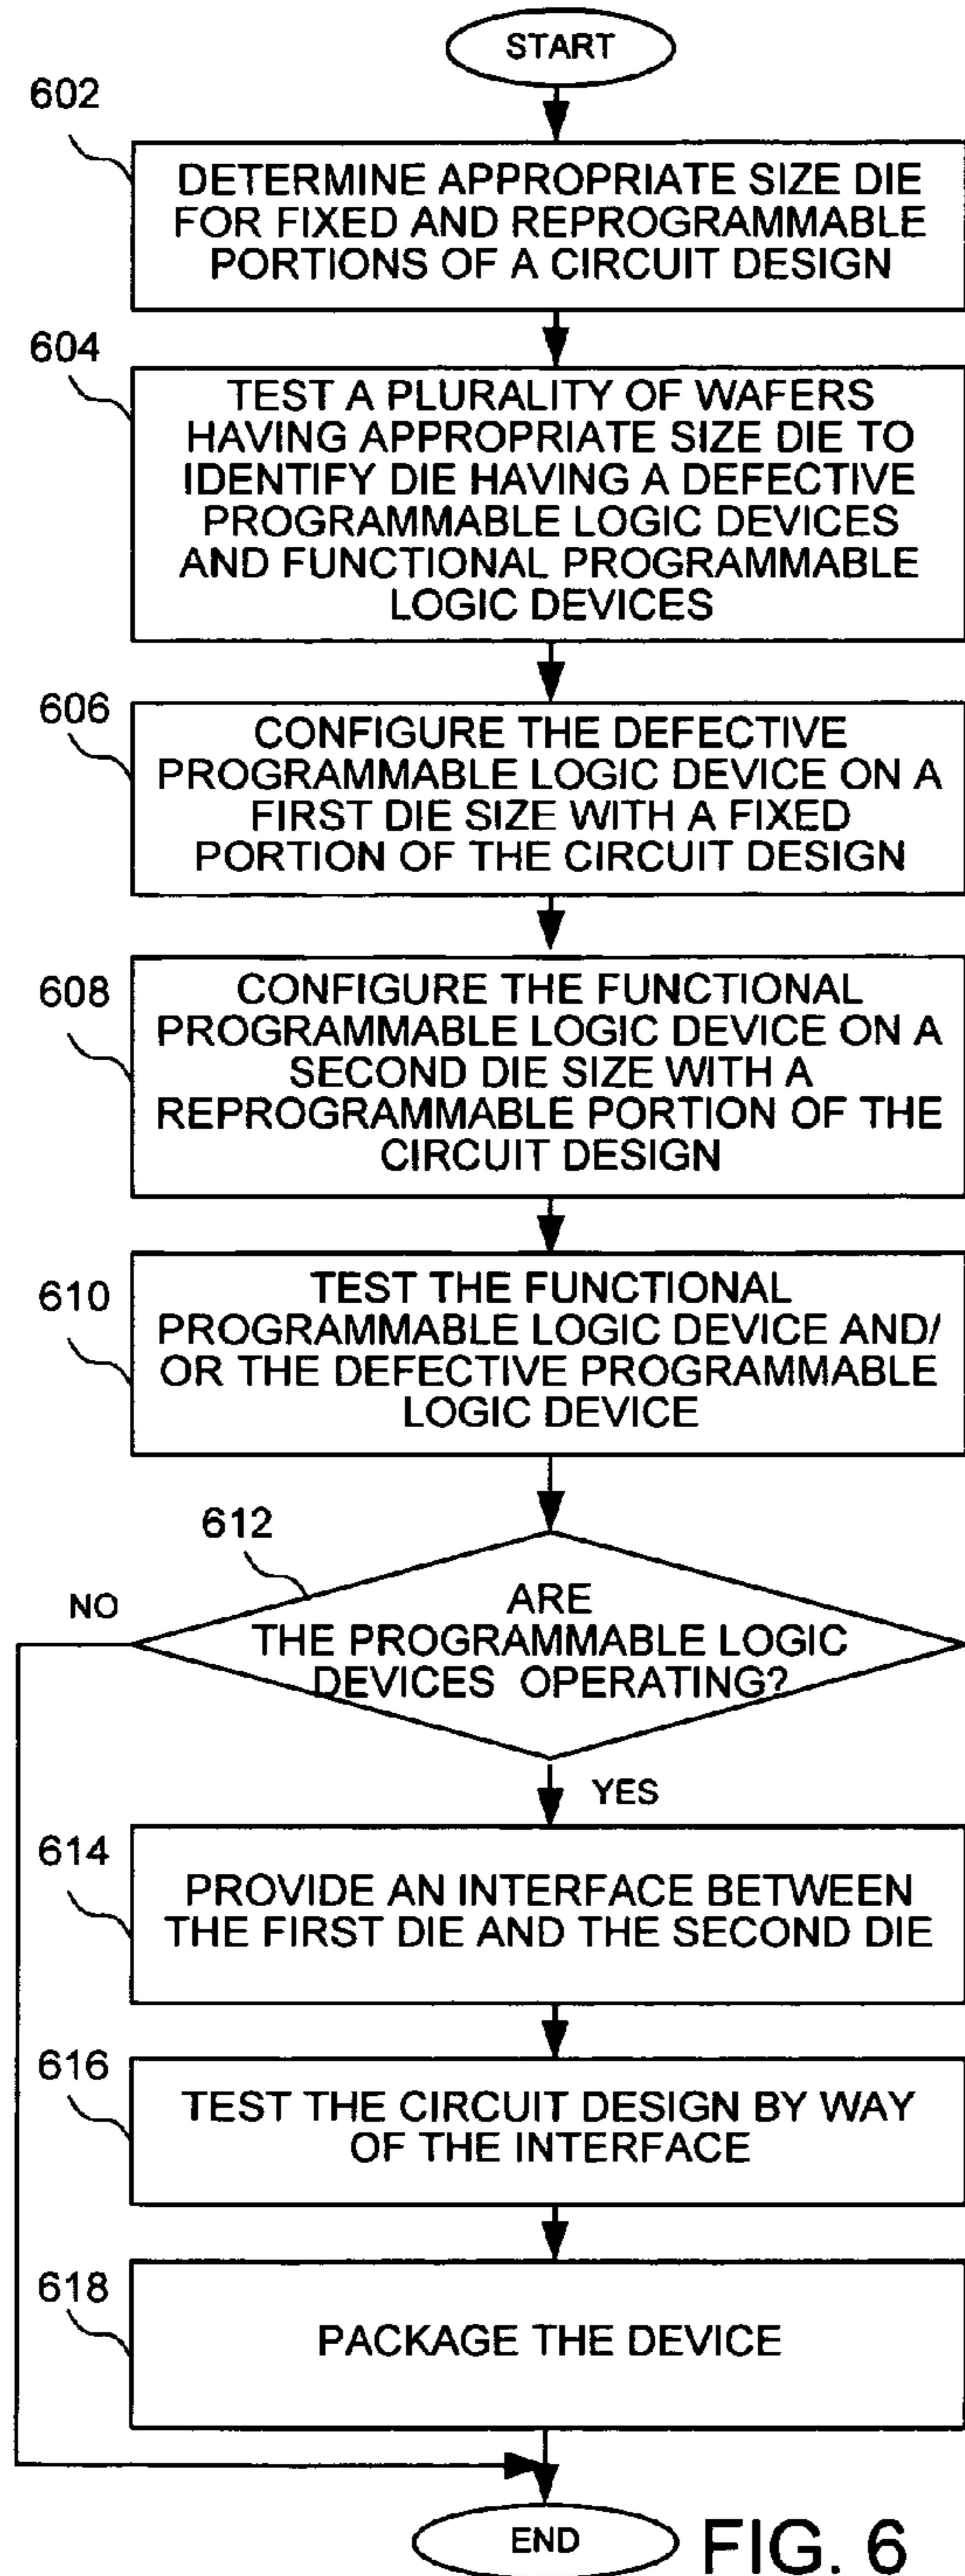 START
602
DETERMINE APPROPRIATE SIZE DIE
FOR FIXED AND REPROGRAMMABLE
PORTIONS OF A CIRCUIT DESIGN
604
TEST A PLURALITY OF WAFERS
HAVING APPROPRIATE SIZE DIE TO
IDENTIFY DIE HAVING A DEFECTIVE
PROGRAMMABLE LOGIC DEVICES
AND FUNCTIONAL PROGRAMMABLE
LOGIC DEVICES
606
CONFIGURE THE DEFECTIVE
PROGRAMMABLE LOGIC DEVICE ON A
FIRST DIE SIZE WITH A FIXED
PORTION OF THE CIRCUIT DESIGN
608
CONFIGURE THE FUNCTIONAL
PROGRAMMABLE LOGIC DEVICE ON A
SECOND DIE SIZE WITH A
REPROGRAMMABLE PORTION OF THE
CIRCUIT DESIGN
610
TEST THE FUNCTIONAL
PROGRAMMABLE LOGIC DEVICE AND/
OR THE DEFECTIVE PROGRAMMABLE
LOGIC DEVICE
612
NO
ARE
THE PROGRAMMABLE LOGIC
DEVICES OPERATING?
YES
614
PROVIDE AN INTERFACE BETWEEN
THE FIRST DIE AND THE SECOND DIE
616
TEST THE CIRCUIT DESIGN BY WAY
OF THE INTERFACE
618
PACKAGE THE DEVICE
END
FIG. 6